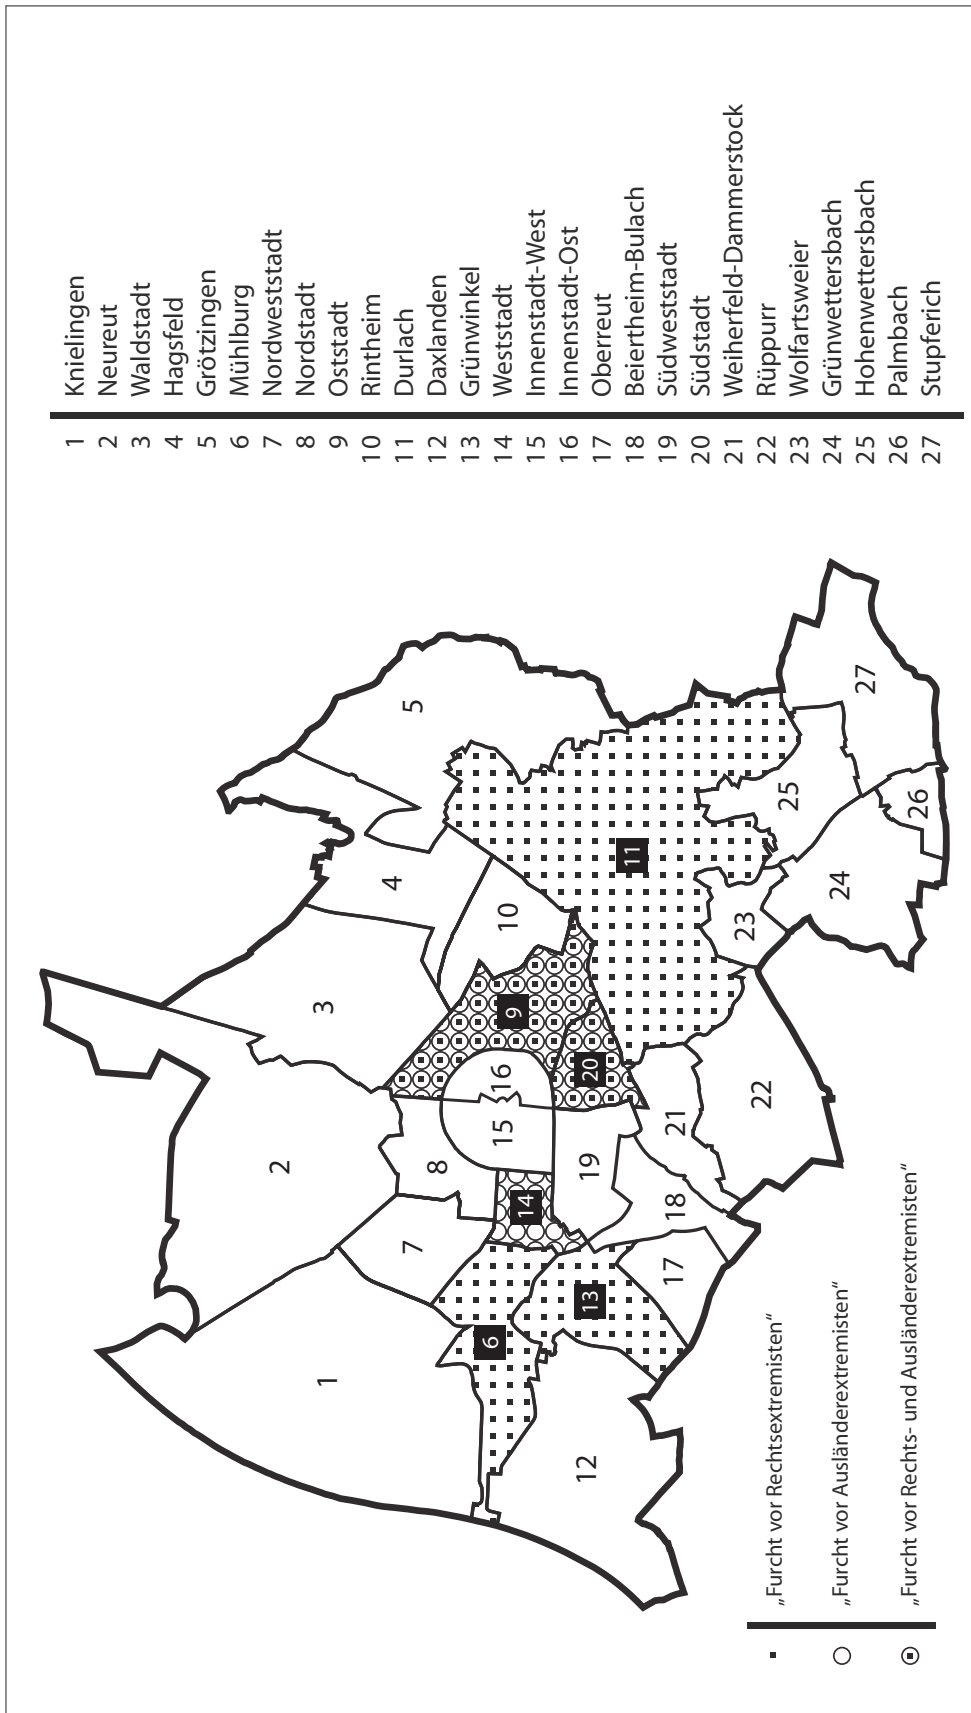 1 Knielingen
2 Neureut
3 Waldstadt
4 Hagsfeld
5 Grötzingen
6 Mühlburg
7 Nordweststadt
8 Nordstadt
9 Oststadt
10 Rintheim
11 Durlach
12 Daxlanden
13 Grünwinkel
14 Weststadt
15 Innenstadt-West
16 Innenstadt-Ost
17 Oberreut
18 Beiertheim-Bulach
19 Südweststadt
20 Südstadt
21 Weiherfeld-Dammerstock
22 Rüppurr
23 Wolfartsweier
24 Grünwettersbach
25 Hohenwettersbach
26 Palmbach
27 Stupferich
1
2
3
4
5
6
7
8
9
10
11
12
13
14
15
16
17
18
19
20
21
22
23
24
25
26
27
„Furcht vor Rechtsextremisten“
„Furcht vor Ausländerextremisten“
„Furcht vor Rechts- und Ausländerextremisten“